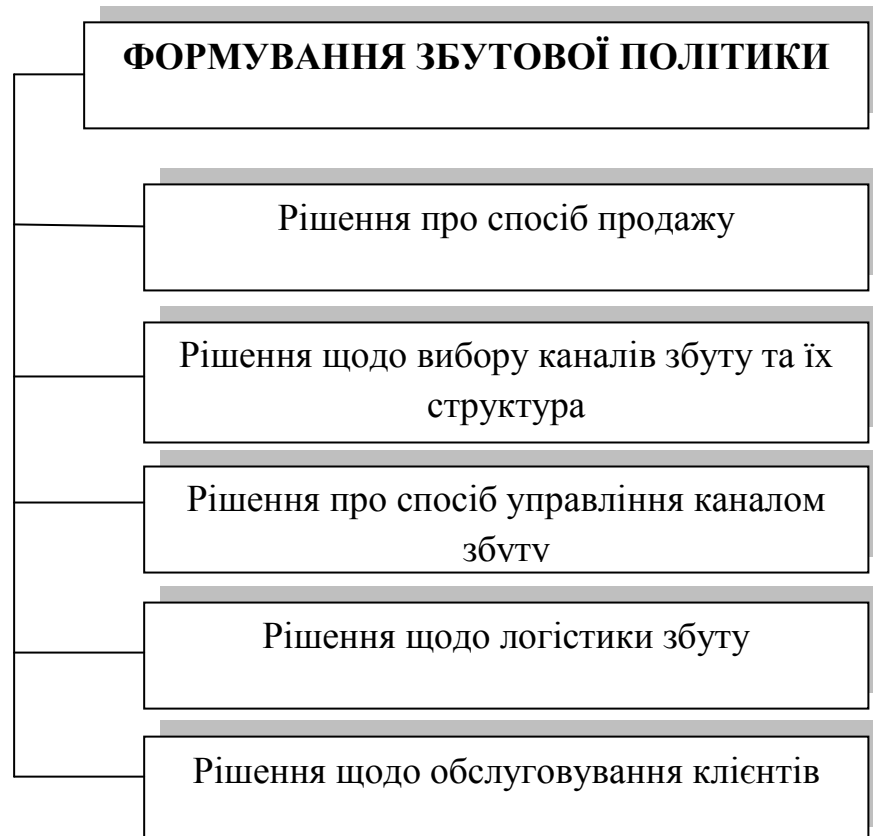 ФОРМУВАННЯ ЗБУТОВОЇ ПОЛІТИКИ
Рішення про спосіб продажу
Рішення щодо вибору каналів збуту та їх
структура
Рішення про спосіб управління каналом
збуту
Рішення щодо логістики збуту
Рішення щодо обслуговування клієнтів